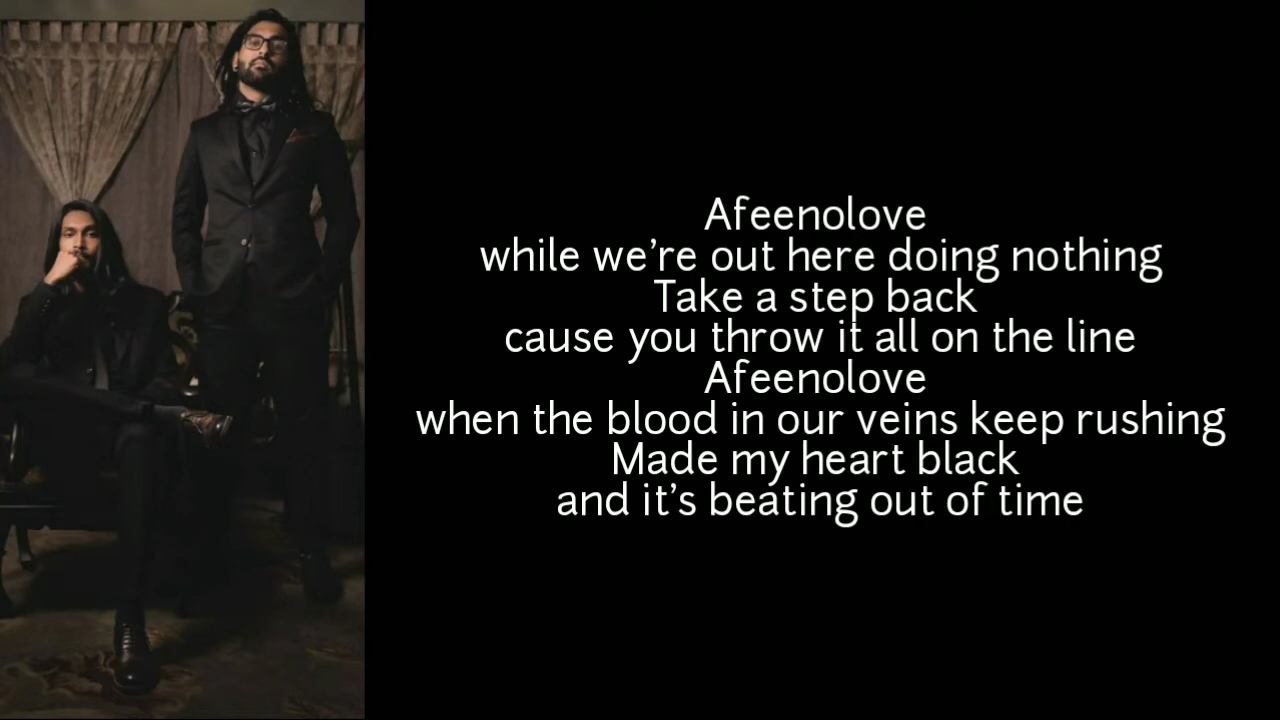 Afeenolove
while we’re out here doing nothing
Take a step back
cause you throw it all on the line
Afeenolove
when the blood in our veins keep rushing
Made my heart black
and it’s beating out of time